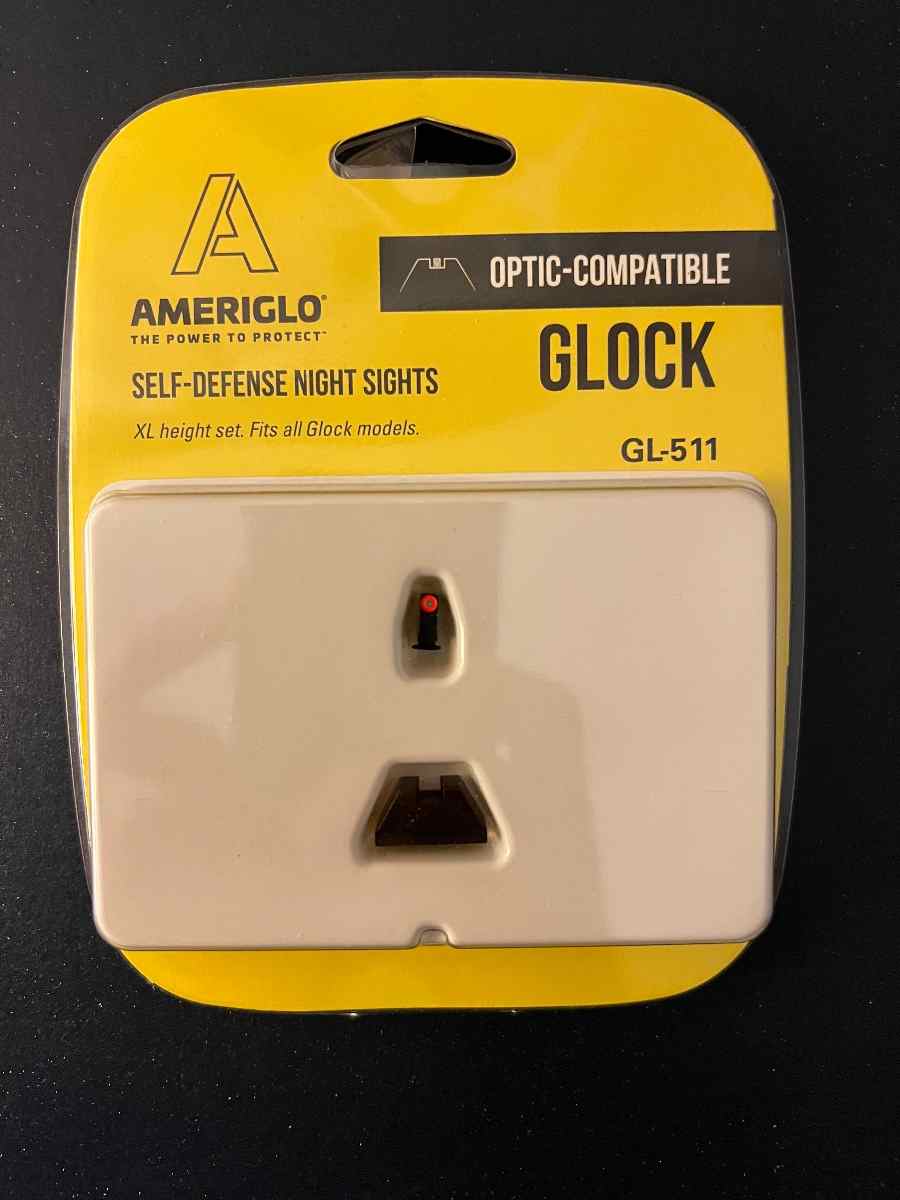 AMERIGLO®
THE POWER TO PROTECT™
OPTIC-COMPATIBLE
GLOCK
SELF-DEFENSE NIGHT SIGHTS
XL height set. Fits all Glock models.
GL-511